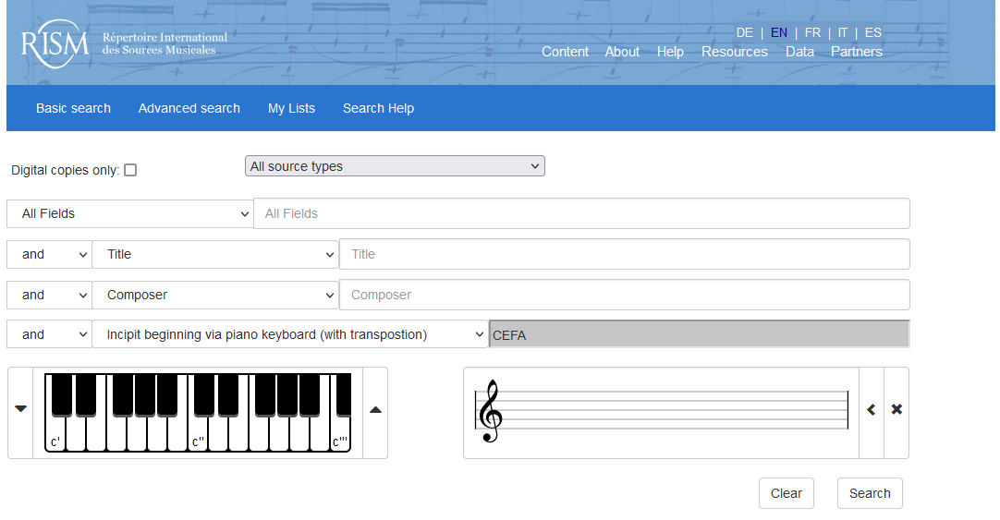 DE | EN | FR | IT | ES
RISM Répertoire International
des Sources Musicales
Content About Help Resources Data Partners
Basic search Advanced search My Lists Search Help
Digital copies only: All source types
All Fields All Fields
and Title Title
and Composer Composer
and Incipit beginning via piano keyboard (with transpostion) CEFA
c' c'' c'''
Clear Search